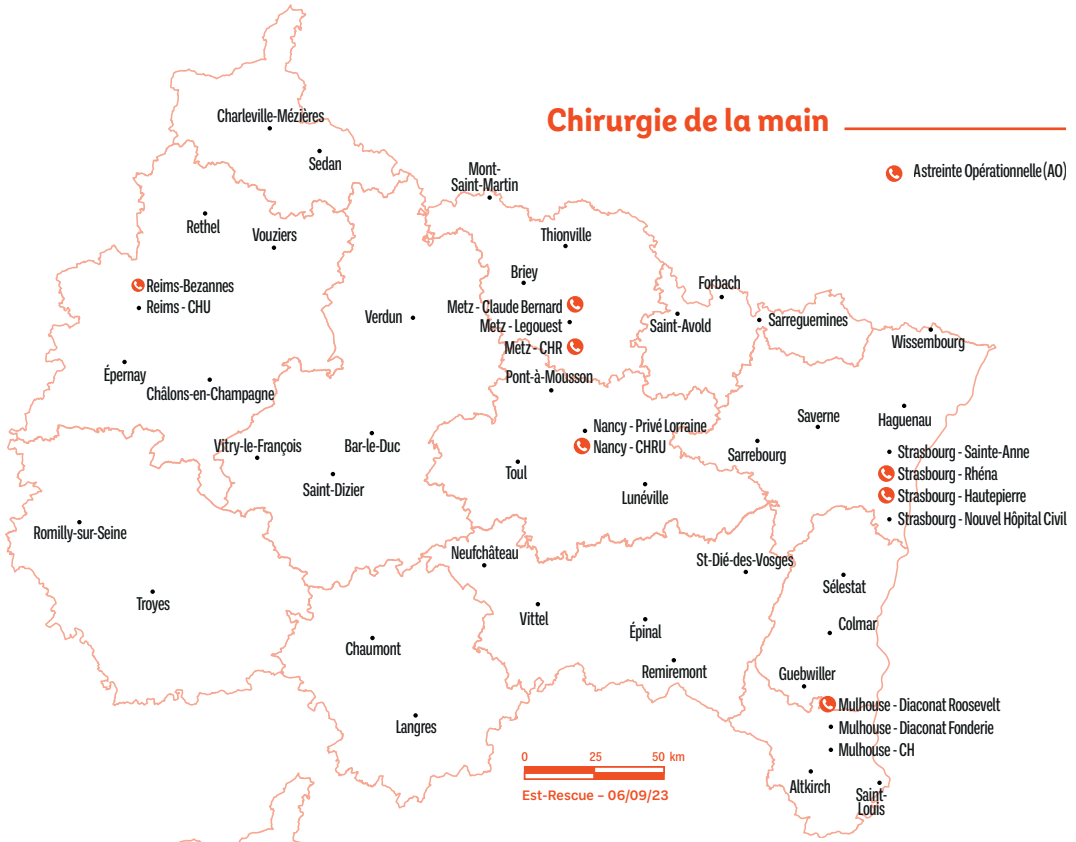 Charleville-Mézières
Sedan
Chirurgie de la main
Astreinte Opérationnelle (AO)
Mont-
Saint-Martin
Rethel
Vouziers
Thionville
Briey
Forbach
Reims-Bezannes
Reims - CHU
Verdun
Metz - Claude Bernard
Metz - Legouest
Metz - CHR
Saint-Avold
Sarreguemines
Wissembourg
Pont-à-Mousson
Épernay
Châlons-en-Champagne
Haguenau
Saverne
Nancy - Privé Lorraine
Nancy - CHRU
Vitry-le-François
Bar-le-Duc
Sarrebourg
Strasbourg - Sainte-Anne
Strasbourg - Rhéna
Strasbourg - Hautepierre
Strasbourg - Nouvel Hôpital Civil
Toul
Lunéville
Saint-Dizier
Romilly-sur-Seine
Neufchâteau
St-Dié-des-Vosges
Sélestat
Troyes
Vittel
Épinal
Colmar
Chaumont
Remiremont
Guebwiller
Langres
Mulhouse - Diaconat Roosevelt
Mulhouse - Diaconat Fonderie
Mulhouse - CH
Altkirch
Saint-
Louis
0 25 50 km
Est-Rescue – 06/09/23